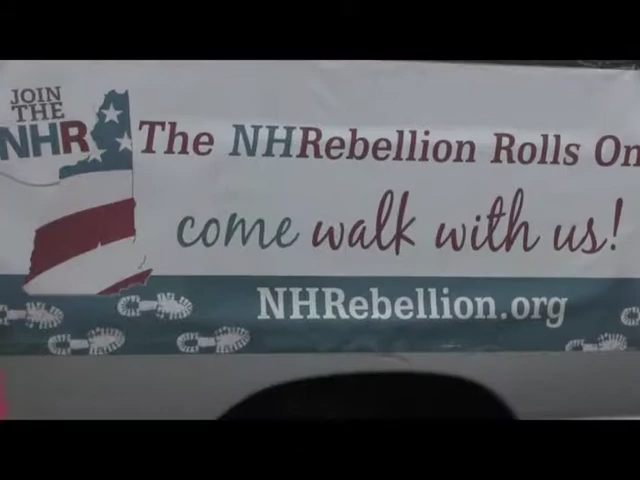 JOIN
THE
NHR
The NHRebellion Rolls On
come walk with us!
NHRebellion.org